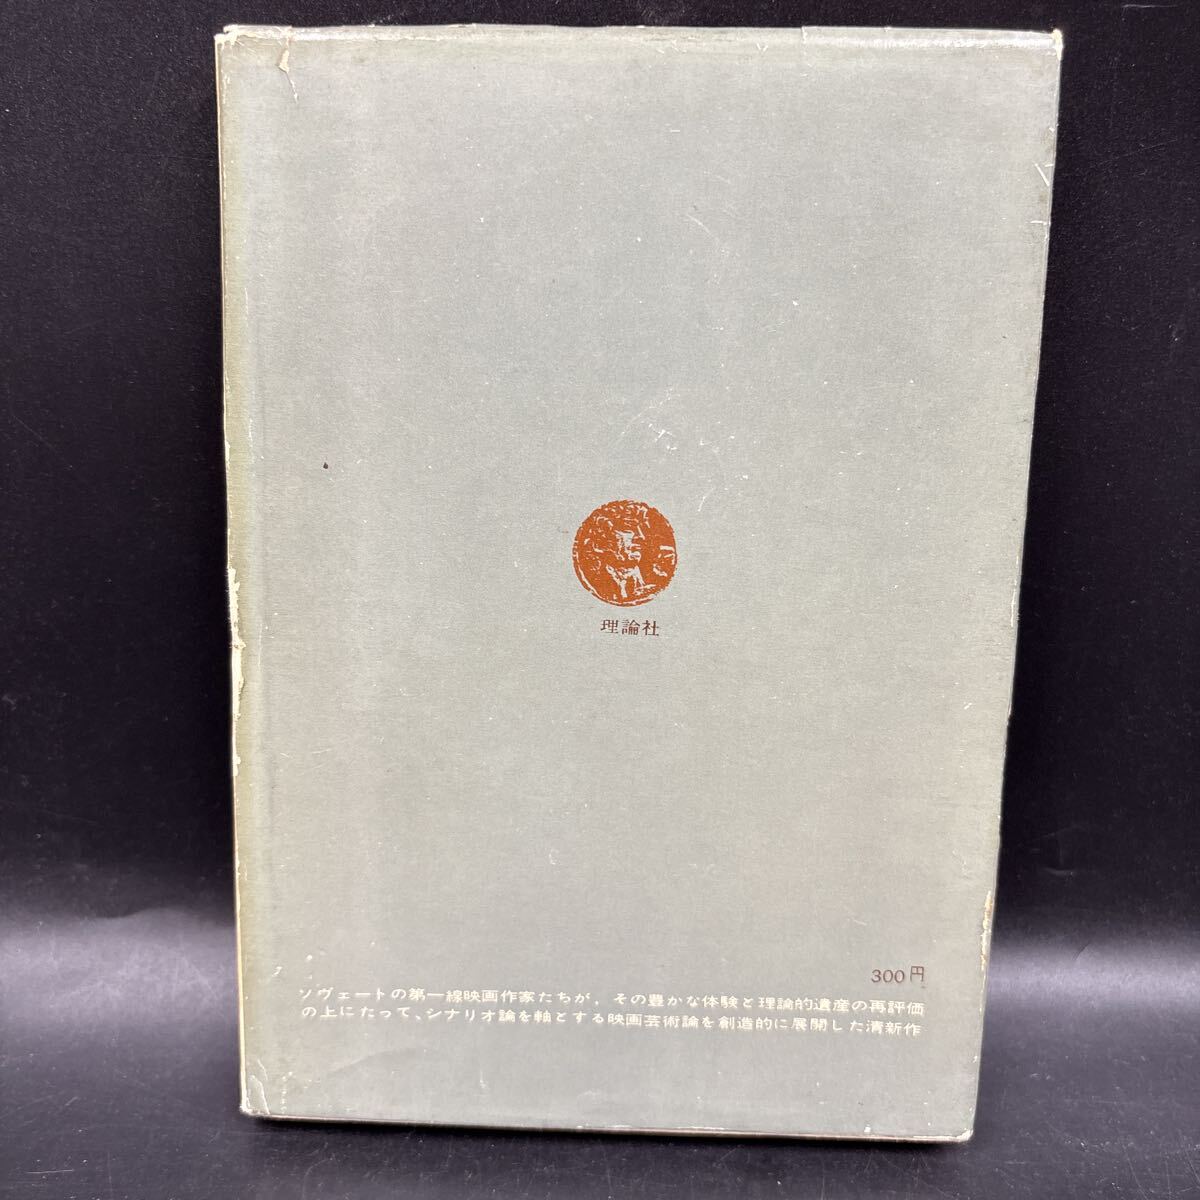 理論社
300円
ソヴェートの第一線映画作家たちが，その豊かな体験と理論的遺産の再評価
の上にたって、シナリオ論を軸とする映画芸術論を創造的に展開した清新作